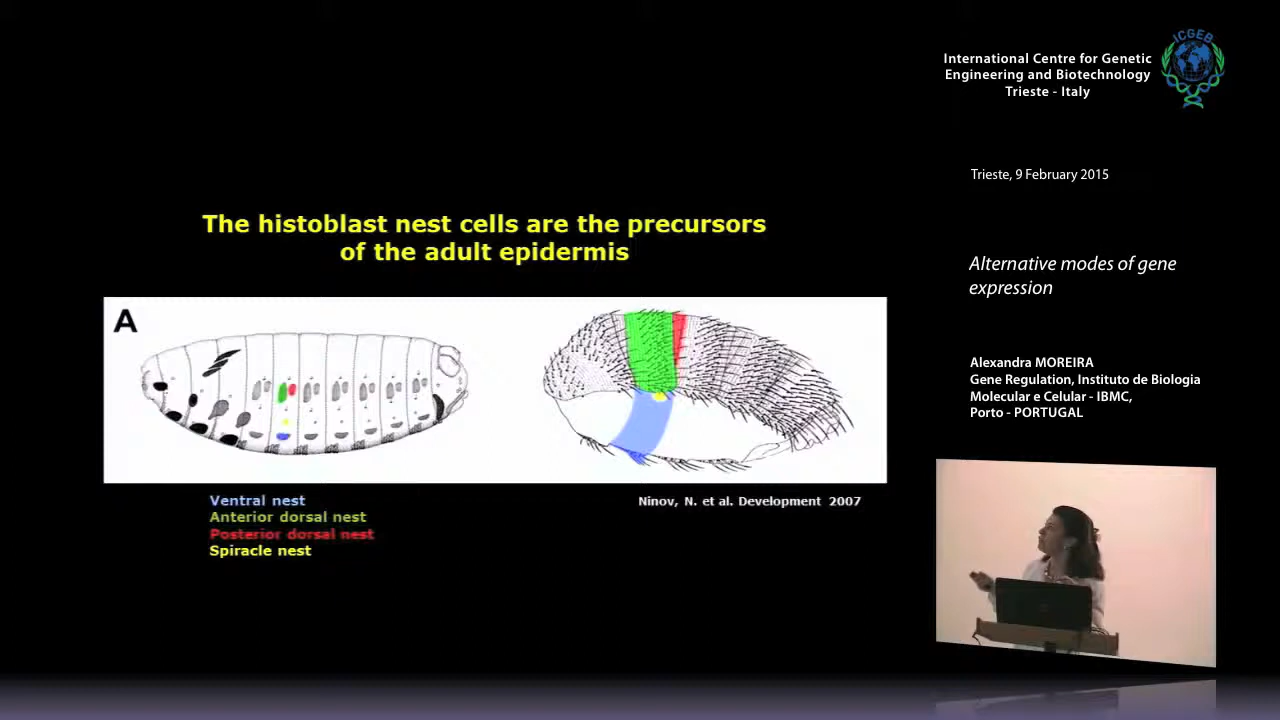 ICGEB
International Centre for Genetic
Engineering and Biotechnology
Trieste - Italy
Trieste, 9 February 2015
The histoblast nest cells are the precursors
of the adult epidermis
Alternative modes of gene
expression
A
Alexandra MOREIRA
Gene Regulation, Instituto de Biologia
Molecular e Celular - IBMC,
Porto - PORTUGAL
Ventral nest
Anterior dorsal nest
Posterior dorsal nest
Spiracle nest
Ninov, N. et al. Development 2007